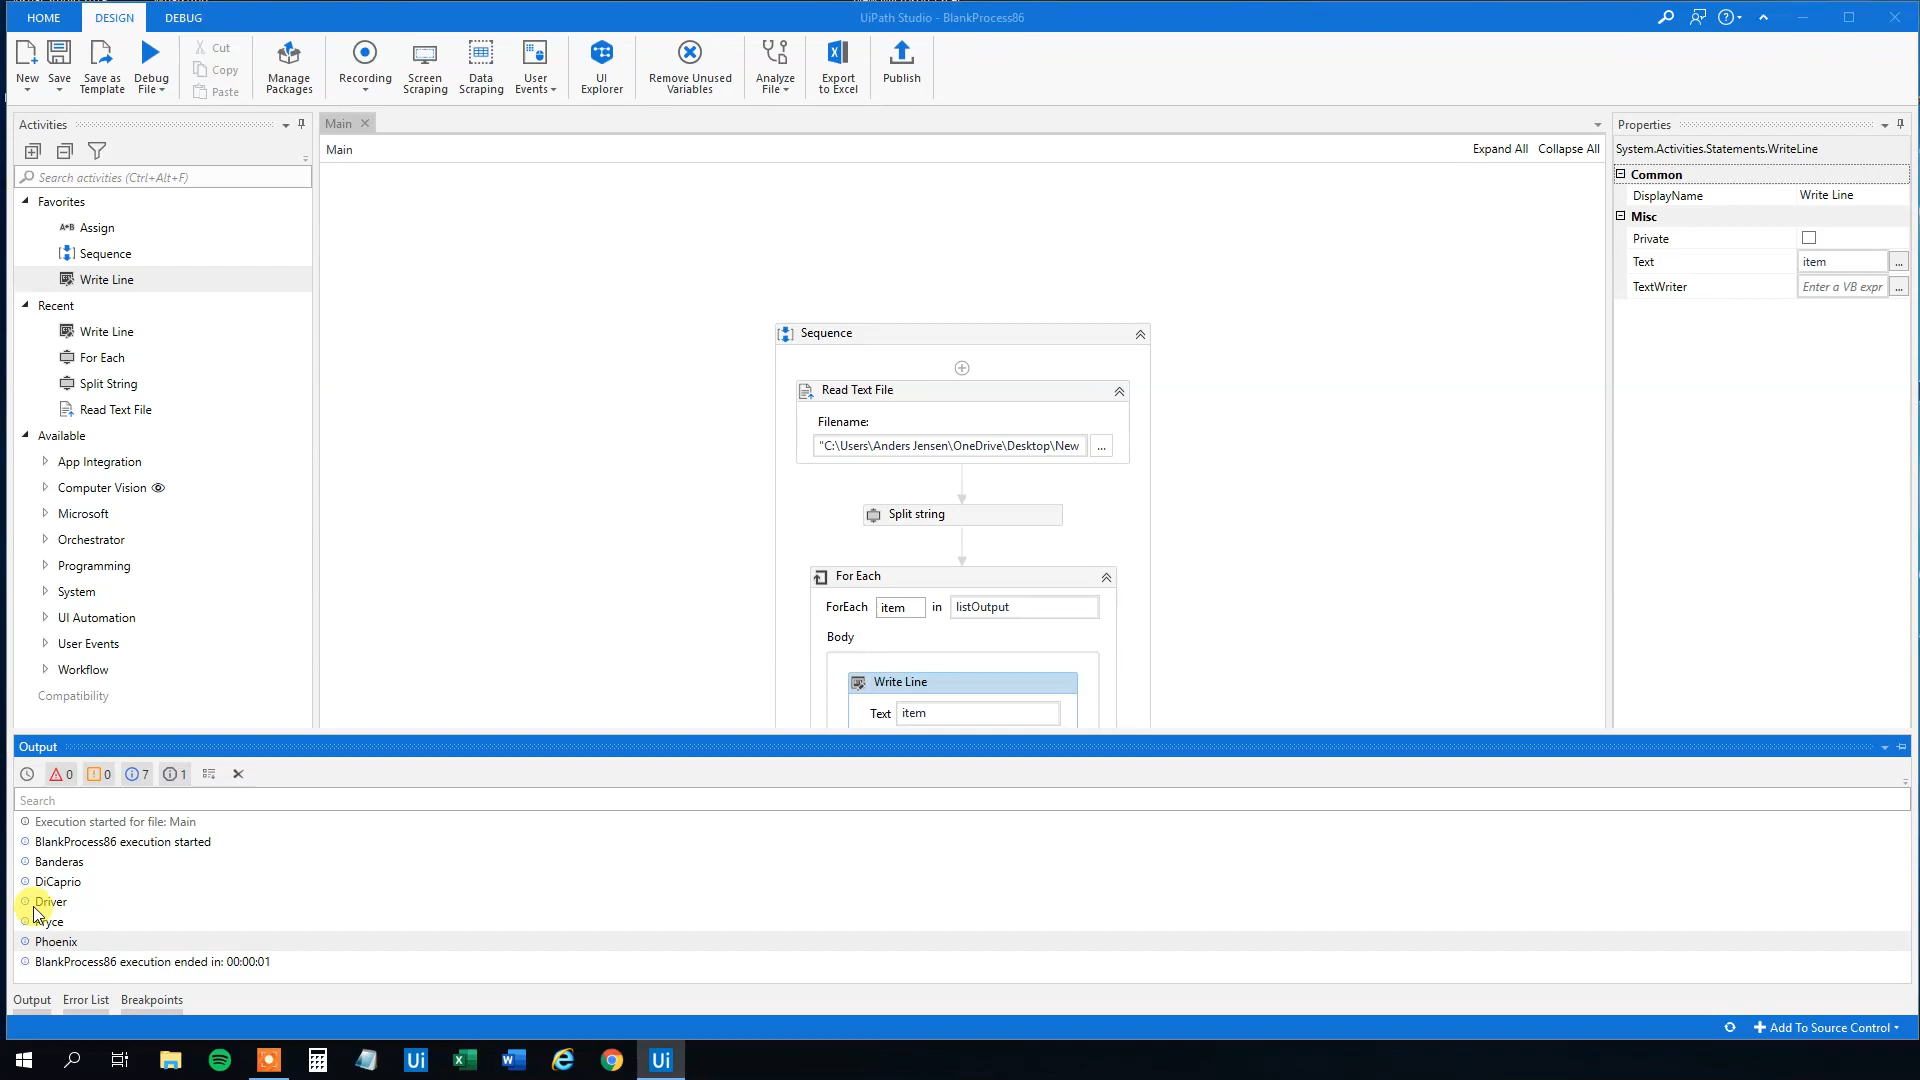 HOME DESIGN DEBUG UiPath Studio - BlankProcess86
New Save Save as Template Debug File Cut Copy Paste Manage Packages Recording Screen Scraping Data Scraping User Events UI Explorer Remove Unused Variables Analyze File Export to Excel Publish
Activities
Search activities (Ctrl+Alt+F)
Favorites
Assign
Sequence
Write Line
Recent
Write Line
For Each
Split String
Read Text File
Available
App Integration
Computer Vision
Microsoft
Orchestrator
Programming
System
UI Automation
User Events
Workflow
Compatibility
Main
Main Expand All Collapse All
Sequence
Read Text File
Filename:
"C:\Users\Anders Jensen\OneDrive\Desktop\New ...
Split string
For Each
ForEach item in listOutput
Body
Write Line
Text item
Properties
System.Activities.Statements.WriteLine
Common
DisplayName Write Line
Misc
Private
Text item ...
TextWriter Enter a VB expr ...
Output
0 0 7 1
Search
Execution started for file: Main
BlankProcess86 execution started
Banderas
DiCaprio
Driver
Phoenix
BlankProcess86 execution ended in: 00:00:01
Output Error List Breakpoints
Add To Source Control
Ui Ui